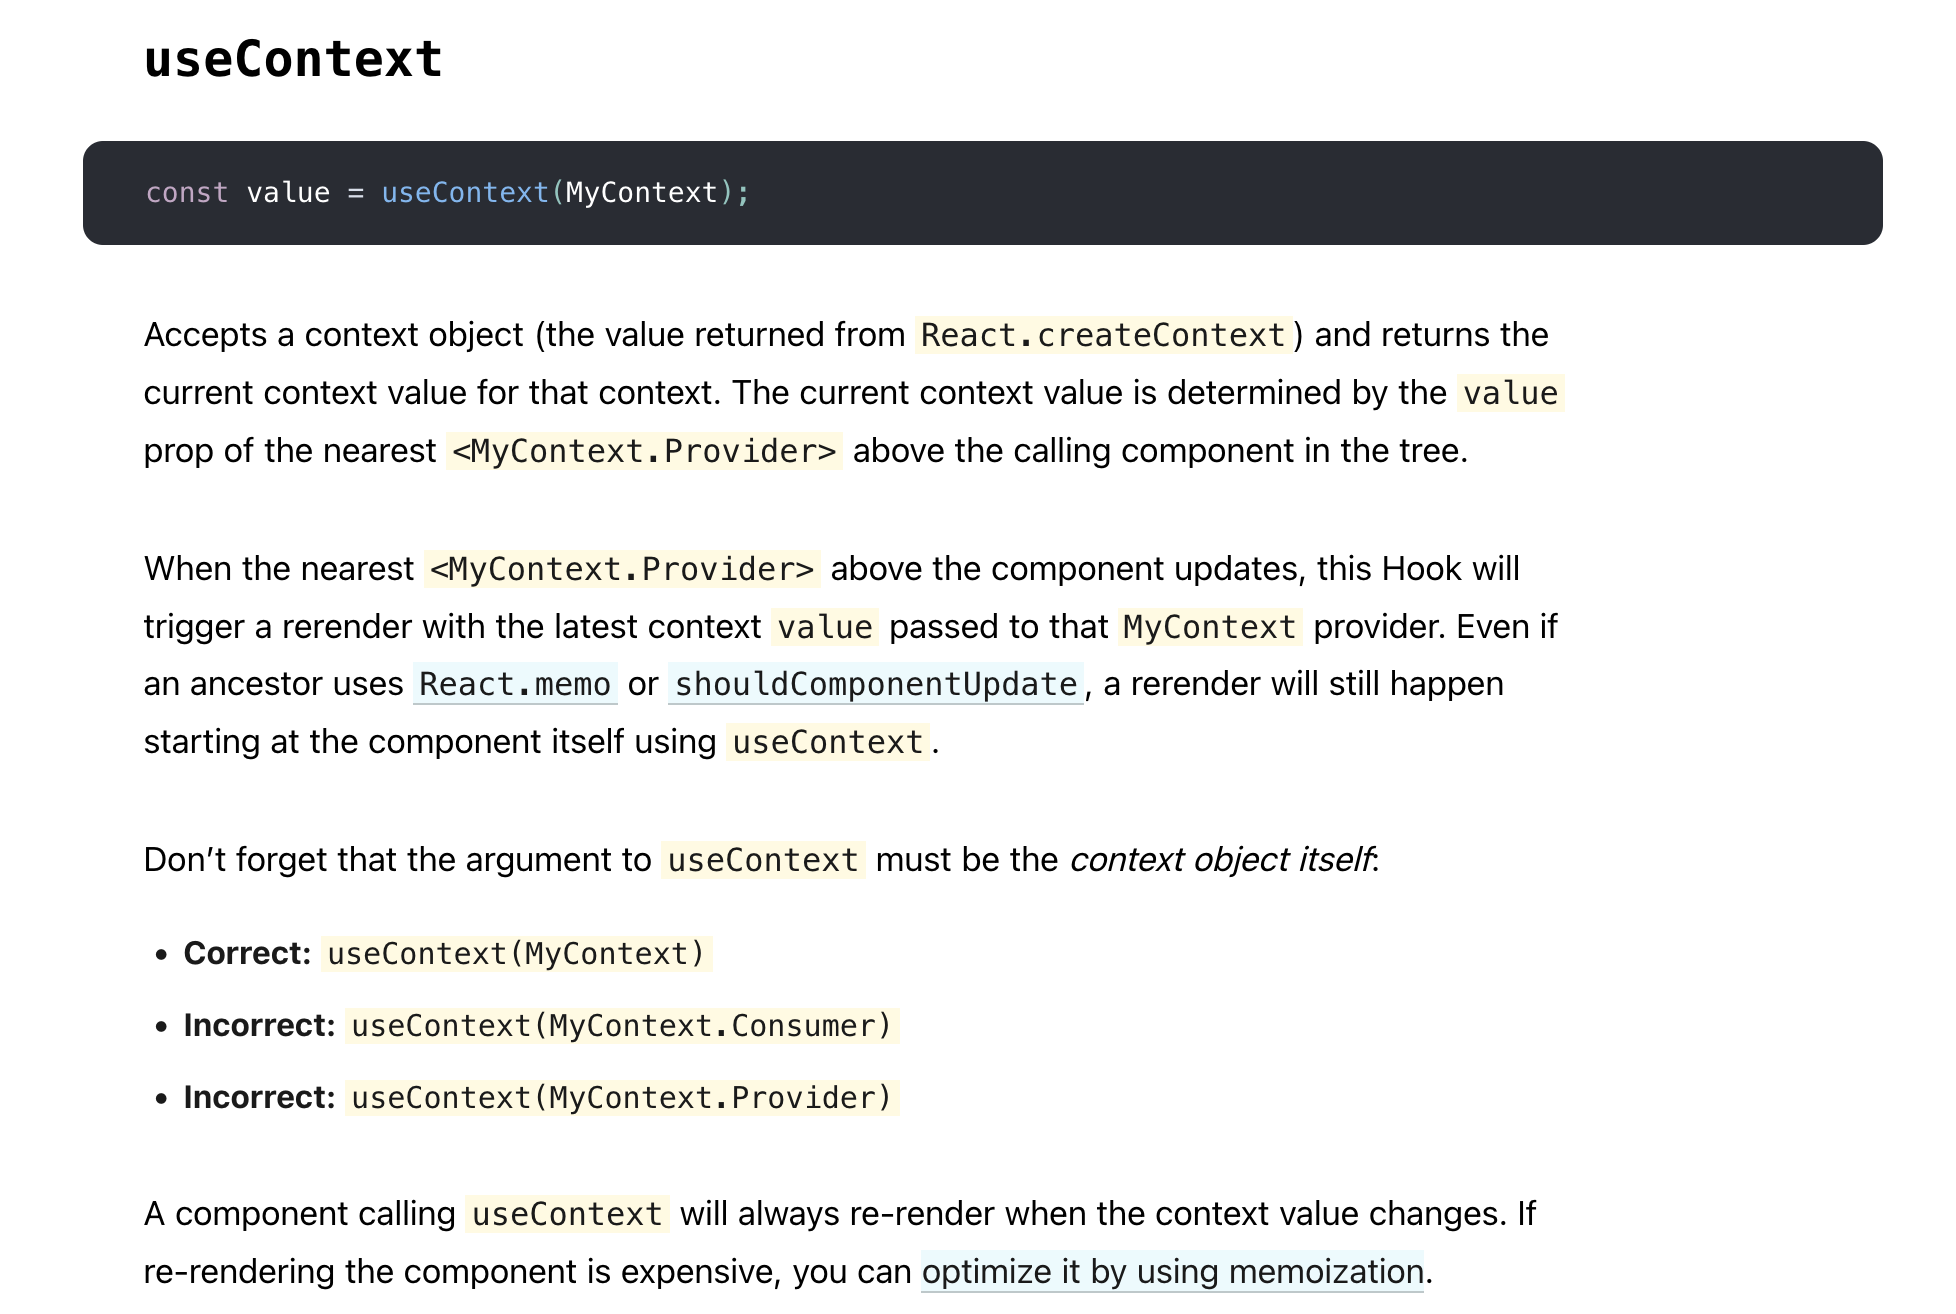 useContext
const value = useContext(MyContext);
Accepts a context object (the value returned from React.createContext) and returns the
current context value for that context. The current context value is determined by the value
prop of the nearest <MyContext.Provider> above the calling component in the tree.
When the nearest <MyContext.Provider> above the component updates, this Hook will
trigger a rerender with the latest context value passed to that MyContext provider. Even if
an ancestor uses React.memo or shouldComponentUpdate, a rerender will still happen
starting at the component itself using useContext.
Don’t forget that the argument to useContext must be the context object itself:
• Correct: useContext(MyContext)
• Incorrect: useContext(MyContext.Consumer)
• Incorrect: useContext(MyContext.Provider)
A component calling useContext will always re-render when the context value changes. If
re-rendering the component is expensive, you can optimize it by using memoization.